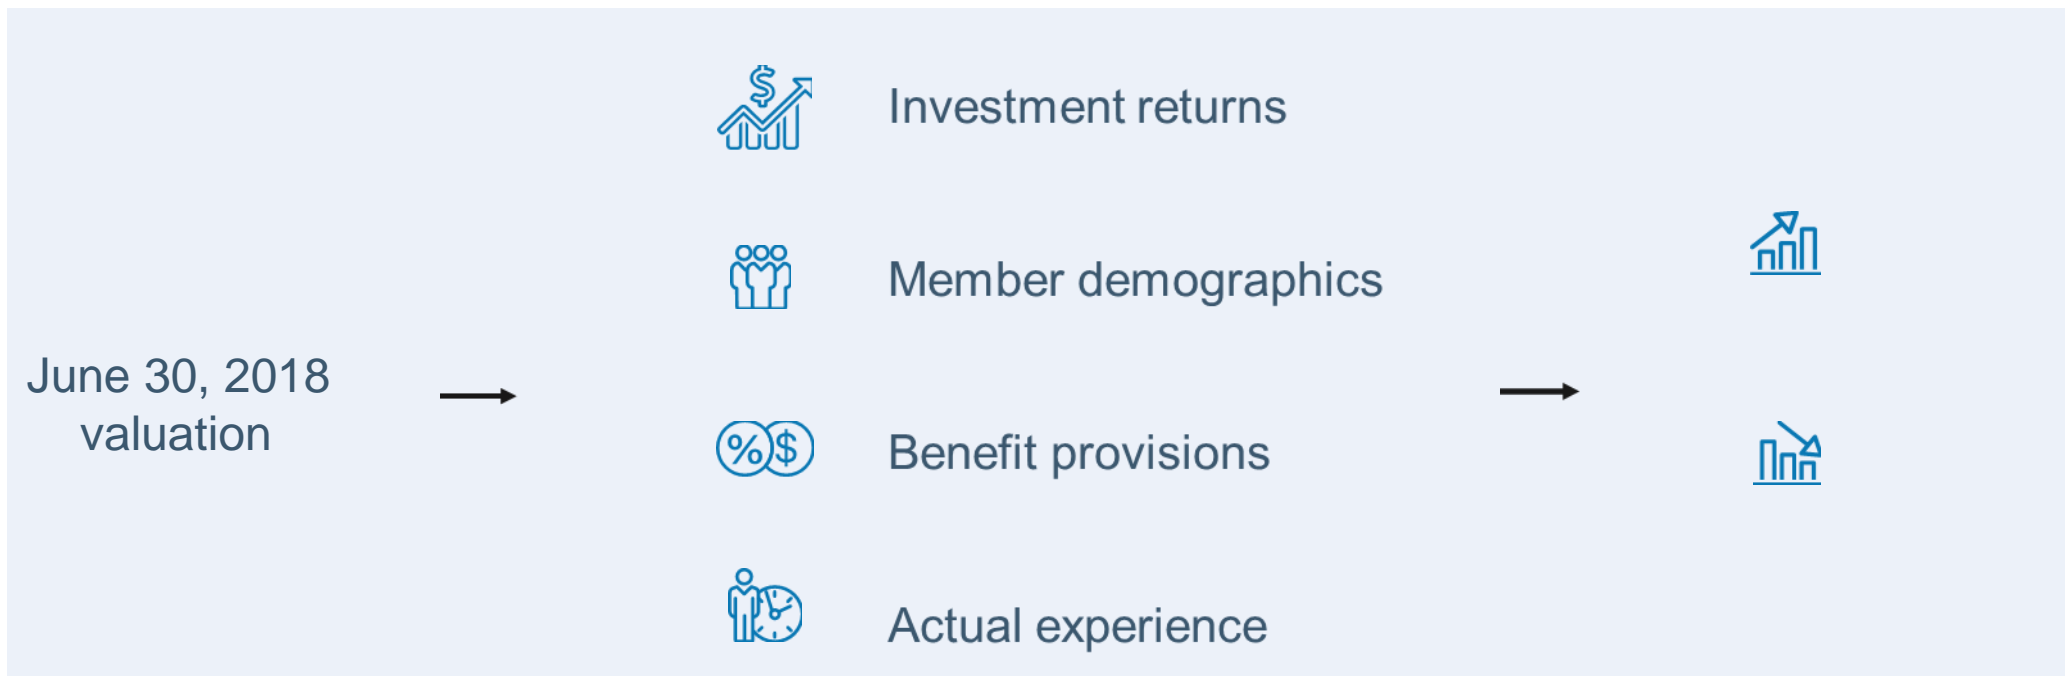 Investment returns
Member demographics
June 30, 2018
valuation
Benefit provisions
Actual experience